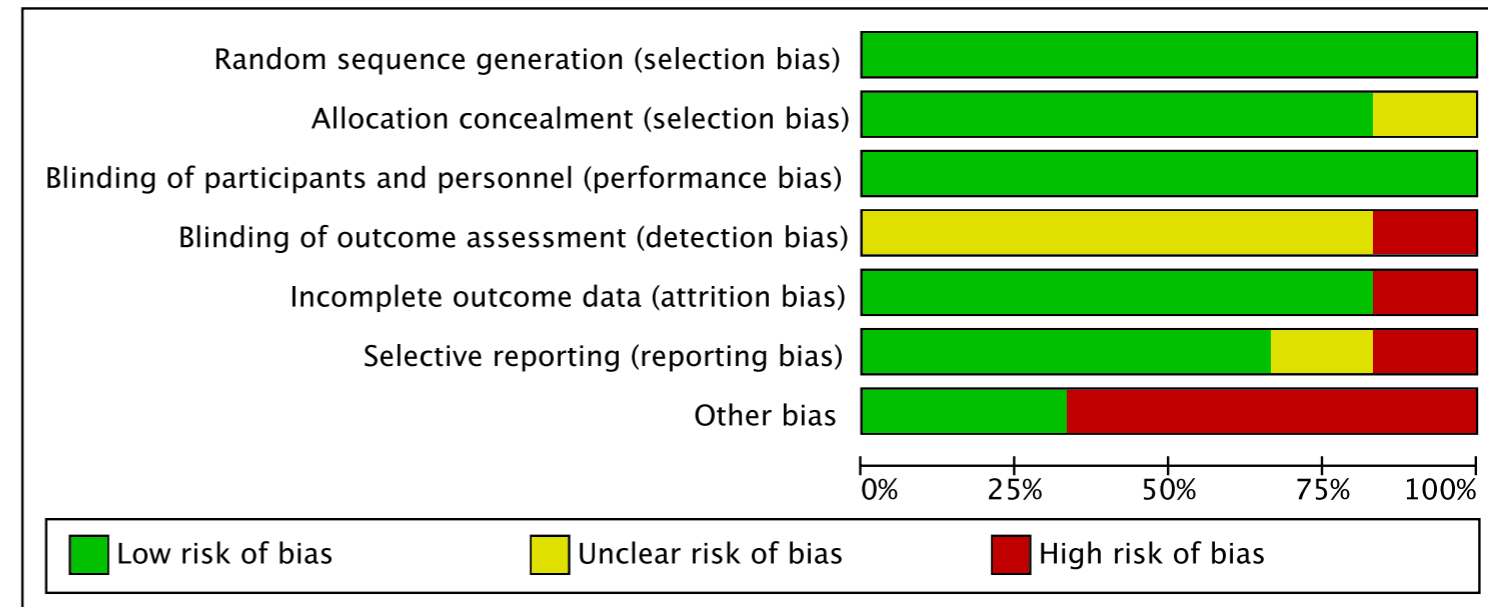 Random sequence generation (selection bias)
Allocation concealment (selection bias)
Blinding of participants and personnel (performance bias)
Blinding of outcome assessment (detection bias)
Incomplete outcome data (attrition bias)
Selective reporting (reporting bias)
Other bias
0% 25% 50% 75% 100%
Low risk of bias Unclear risk of bias High risk of bias